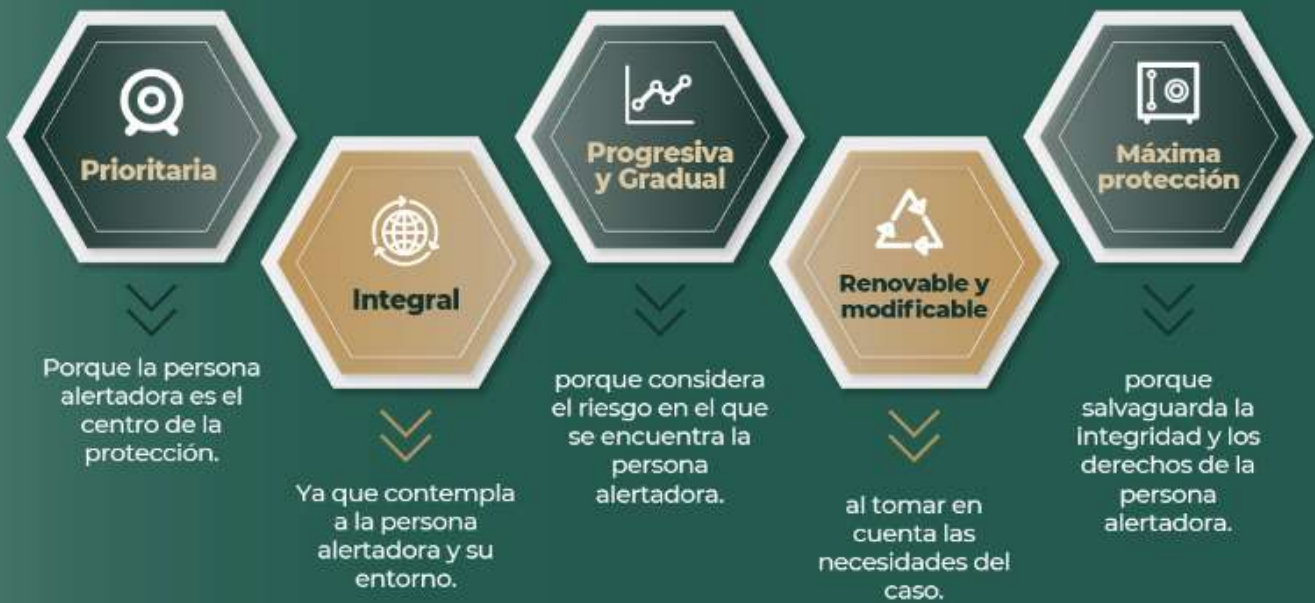 Prioritaria
Porque la persona
alertadora es el
centro de la
protección.
Integral
Ya que contempla
a la persona
alertadora y su
entorno.
Progresiva
y Gradual
porque considera
el riesgo en el que
se encuentra la
persona
alertadora.
Renovable y
modificable
al tomar en
cuenta las
necesidades del
caso.
Máxima
protección
porque
salvaguarda la
integridad y los
derechos de la
persona
alertadora.